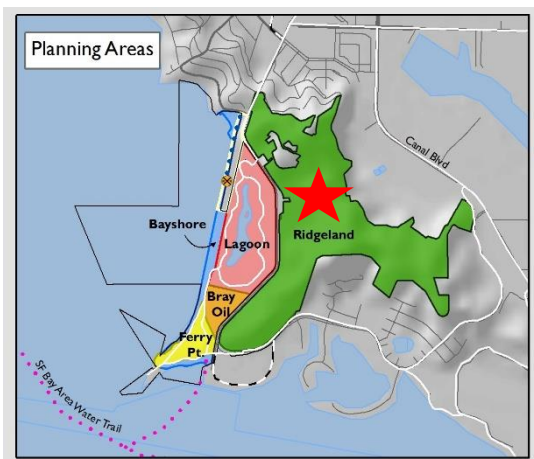 Planning Areas
Canal Blvd
Bayshore
Lagoon
Ridgeland
Bray
Oil
Ferry
Pt.
SF Bay Area Water Trail